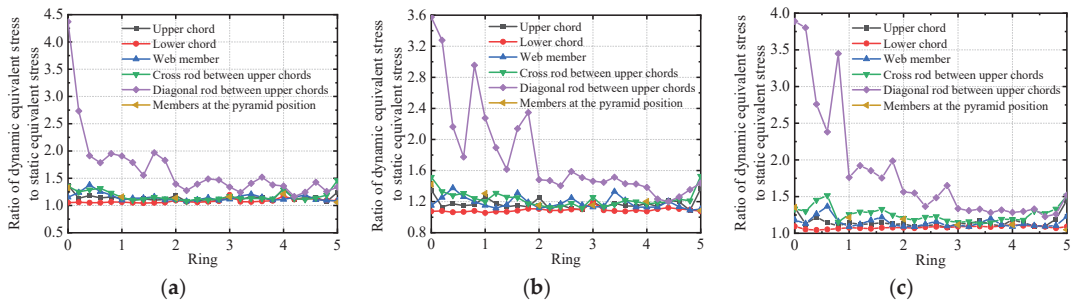 Ratio of dynamic equivalent stress
to static equivalent stress
4.5
4.0
3.5
3.0
2.5
2.0
1.5
1.0
0.5
Upper chord
Lower chord
Web member
Cross rod between upper chords
Diagonal rod between upper chords
Members at the pyramid position
0 1 2 3 4 5
Ring
(a)
Ratio of dynamic equivalent stress
to static equivalent stress
3.6
3.2
2.8
2.4
2.0
1.6
1.2
0.8
Upper chord
Lower chord
Web member
Cross rod between upper chords
Diagonal rod between upper chords
Members at the pyramid position
0 1 2 3 4 5
Ring
(b)
Ratio of dynamic equivalent stress
to static equivalent stress
4.0
3.5
3.0
2.5
2.0
1.5
1.0
Upper chord
Lower chord
Web member
Cross rod between upper chords
Diagonal rod between upper chords
Members at the pyramid position
0 1 2 3 4 5
Ring
(c)